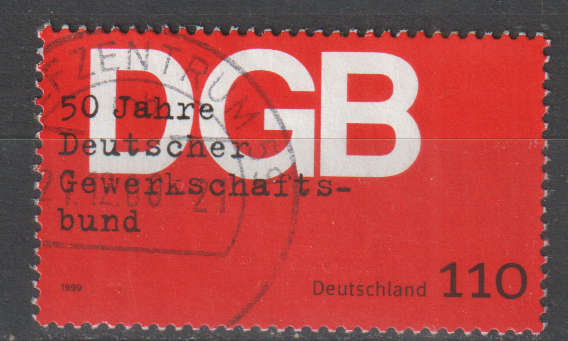 DGB
50 Jahre
Deutscher
Gewerkschafts-
bund
1999
Deutschland 110